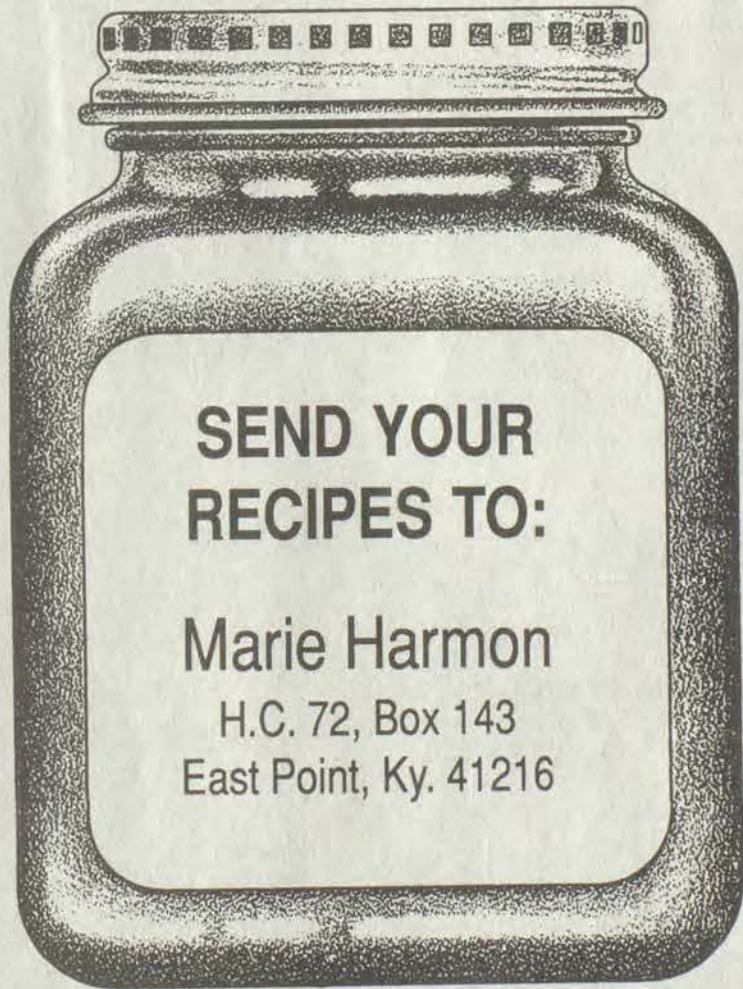 SEND YOUR
RECIPES TO:
Marie Harmon
H.C. 72, Box 143
East Point, Ky. 41216